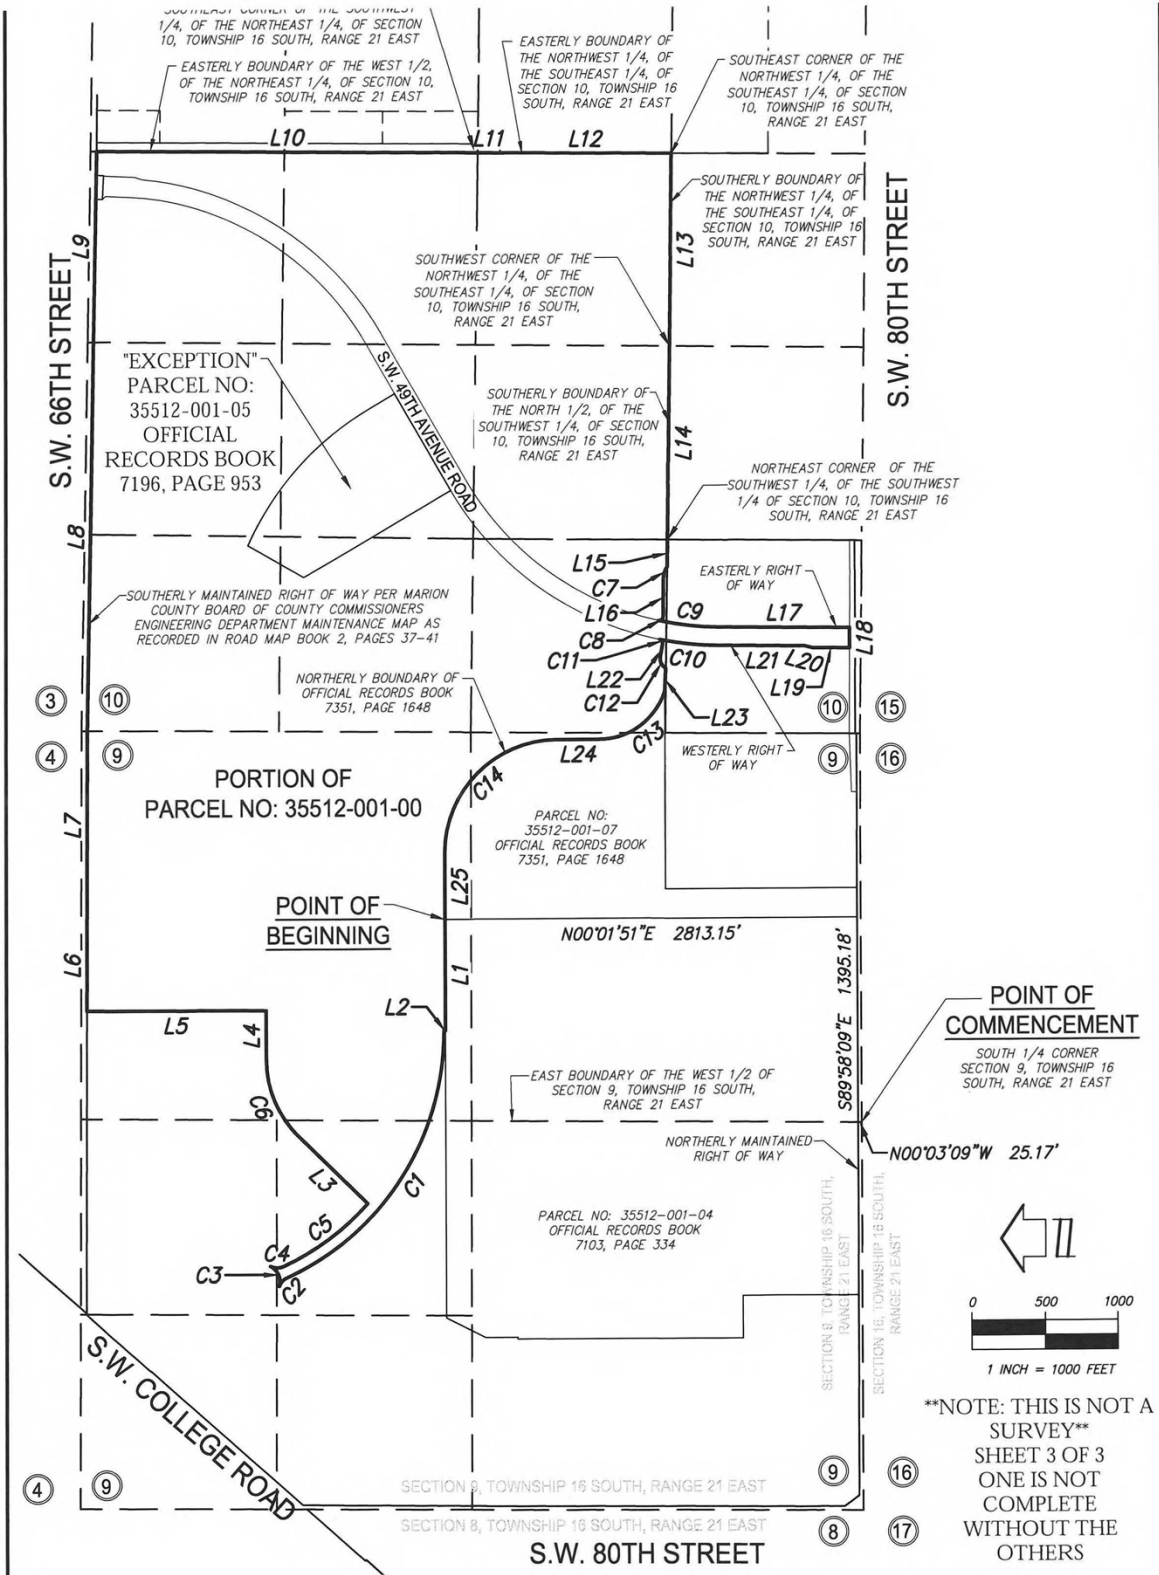 SOUTHEAST CORNER OF THE SOUTHWEST
1/4, OF THE NORTHEAST 1/4, OF SECTION
10, TOWNSHIP 16 SOUTH, RANGE 21 EAST
EASTERLY BOUNDARY OF THE WEST 1/2,
OF THE NORTHEAST 1/4, OF SECTION 10,
TOWNSHIP 16 SOUTH, RANGE 21 EAST
EASTERLY BOUNDARY OF
THE NORTHWEST 1/4, OF
THE SOUTHEAST 1/4, OF
SECTION 10, TOWNSHIP 16
SOUTH, RANGE 21 EAST
SOUTHEAST CORNER OF THE
NORTHWEST 1/4, OF THE
SOUTHEAST 1/4, OF SECTION
10, TOWNSHIP 16 SOUTH,
RANGE 21 EAST
L10
L11
L12
SOUTHERLY BOUNDARY OF
THE NORTHWEST 1/4, OF
THE SOUTHEAST 1/4, OF
SECTION 10, TOWNSHIP 16
SOUTH, RANGE 21 EAST
L9
L13
S.W. 66TH STREET
S.W. 80TH STREET
SOUTHWEST CORNER OF THE
NORTHWEST 1/4, OF THE
SOUTHEAST 1/4, OF SECTION
10, TOWNSHIP 16 SOUTH,
RANGE 21 EAST
"EXCEPTION"
PARCEL NO:
35512-001-05
OFFICIAL
RECORDS BOOK
7196, PAGE 953
S.W. 49TH AVENUE ROAD
SOUTHERLY BOUNDARY OF
THE NORTH 1/2, OF THE
SOUTHWEST 1/4, OF SECTION
10, TOWNSHIP 16 SOUTH,
RANGE 21 EAST
L14
NORTHEAST CORNER OF THE
SOUTHWEST 1/4, OF THE SOUTHWEST
1/4 OF SECTION 10, TOWNSHIP 16
SOUTH, RANGE 21 EAST
L8
L15
C7
L16
C8
C11
L22
C12
EASTERLY RIGHT
OF WAY
C9
L17
L18
C10
L21
L20
L19
L23
SOUTHERLY MAINTAINED RIGHT OF WAY PER MARION
COUNTY BOARD OF COUNTY COMMISSIONERS
ENGINEERING DEPARTMENT MAINTENANCE MAP AS
RECORDED IN ROAD MAP BOOK 2, PAGES 37-41
NORTHERLY BOUNDARY OF
OFFICIAL RECORDS BOOK
7351, PAGE 1648
3
10
10
15
4
9
9
16
WESTERLY RIGHT
OF WAY
C13
L24
C14
PORTION OF
PARCEL NO: 35512-001-00
L7
PARCEL NO:
35512-001-07
OFFICIAL RECORDS BOOK
7351, PAGE 1648
L25
POINT OF
BEGINNING
N00°01'51"E 2813.15'
L6
L1
L2
S89°58'09"E 1395.18'
POINT OF
COMMENCEMENT
SOUTH 1/4 CORNER
SECTION 9, TOWNSHIP 16
SOUTH, RANGE 21 EAST
L5
L4
EAST BOUNDARY OF THE WEST 1/2 OF
SECTION 9, TOWNSHIP 16 SOUTH,
RANGE 21 EAST
C6
NORTHERLY MAINTAINED
RIGHT OF WAY
N00°03'09"W 25.17'
L3
C1
C5
C4
C3
C2
PARCEL NO: 35512-001-04
OFFICIAL RECORDS BOOK
7103, PAGE 334
SECTION 9, TOWNSHIP 16 SOUTH,
RANGE 21 EAST
SECTION 16, TOWNSHIP 16 SOUTH,
RANGE 21 EAST
0 500 1000
1 INCH = 1000 FEET
S.W. COLLEGE ROAD
**NOTE: THIS IS NOT A
SURVEY**
SHEET 3 OF 3
ONE IS NOT
COMPLETE
WITHOUT THE
OTHERS
4
9
SECTION 9, TOWNSHIP 16 SOUTH, RANGE 21 EAST
9
16
SECTION 8, TOWNSHIP 16 SOUTH, RANGE 21 EAST
8
17
S.W. 80TH STREET